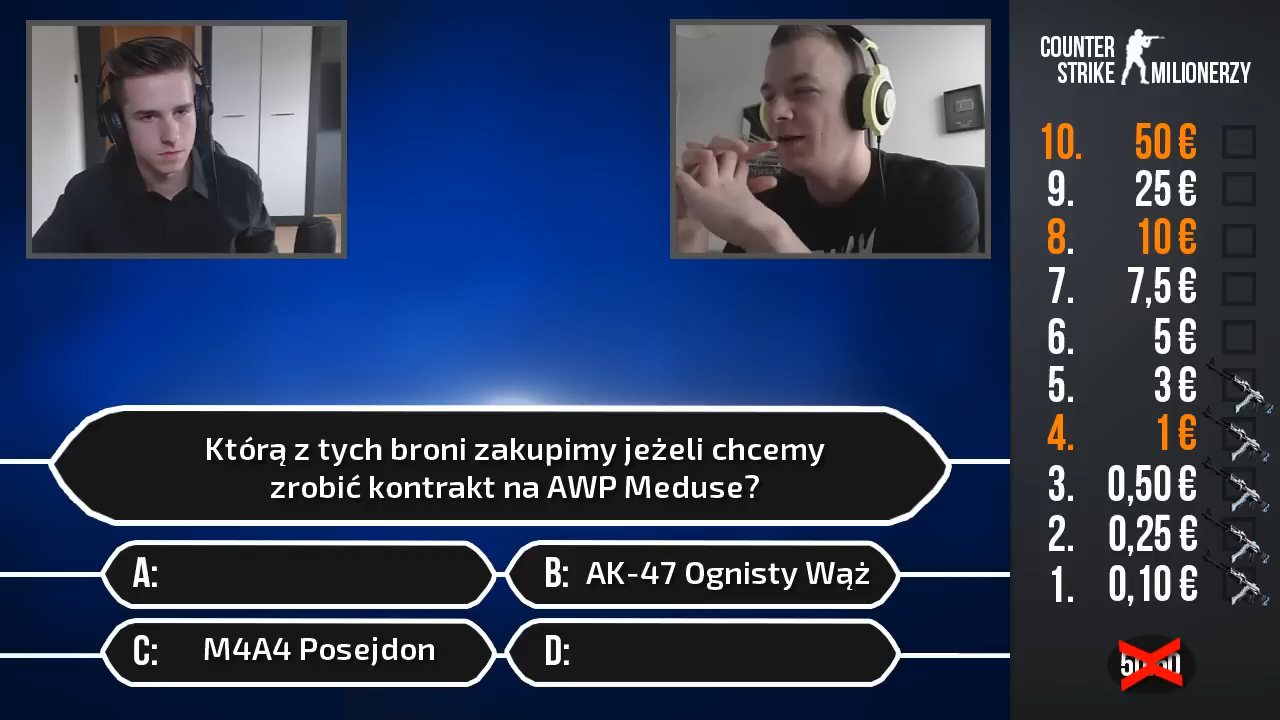 COUNTER
STRIKE MILIONERZY
10. 50 €
9. 25 €
8. 10 €
7. 7,5 €
6. 5 €
5. 3 €
4. 1 €
3. 0,50 €
2. 0,25 €
1. 0,10 €
Którą z tych broni zakupimy jeżeli chcemy
zrobić kontrakt na AWP Meduse?
A:
B: AK-47 Ognisty Wąż
C: M4A4 Posejdon
D: